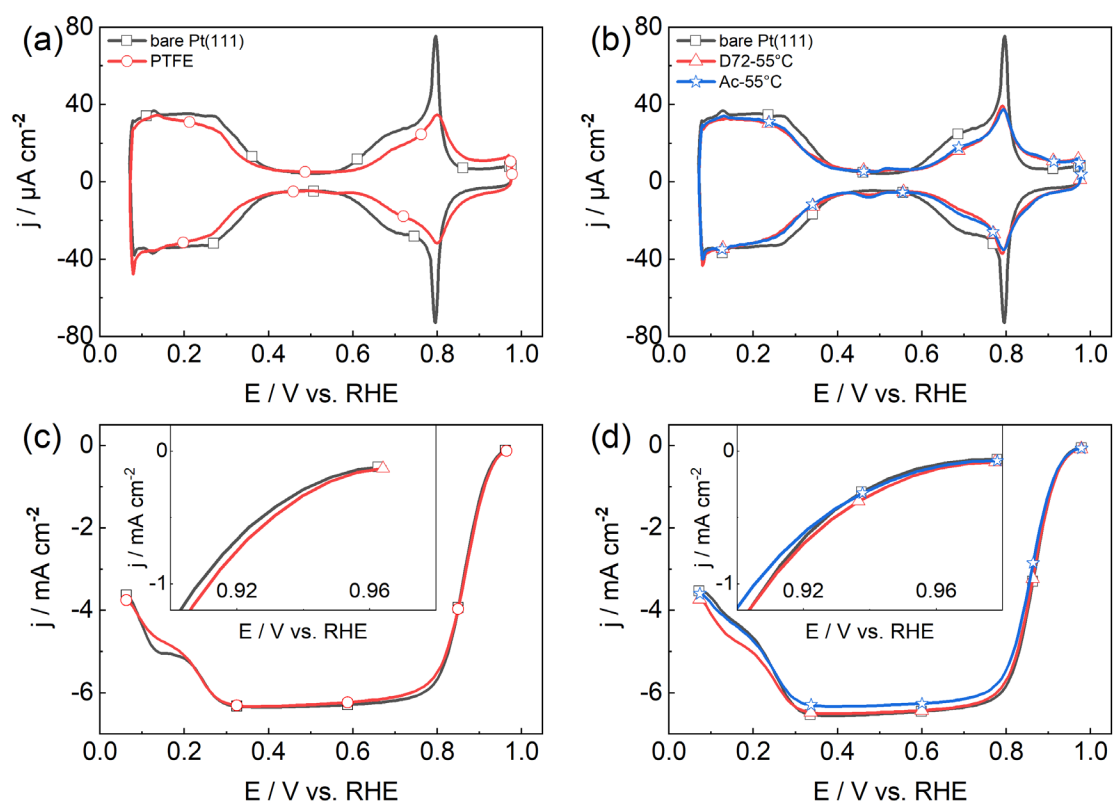 (a)
bare Pt(111)
PTFE
80
40
0
-40
-80
j / µA cm⁻²
0.0 0.2 0.4 0.6 0.8 1.0
E / V vs. RHE
(b)
bare Pt(111)
D72-55°C
Ac-55°C
80
40
0
-40
-80
j / µA cm⁻²
0.0 0.2 0.4 0.6 0.8 1.0
E / V vs. RHE
(c)
0
-2
-4
-6
j / mA cm⁻²
0.0 0.2 0.4 0.6 0.8 1.0
E / V vs. RHE
0
-1
j / mA cm⁻²
0.92 0.96
E / V vs. RHE
(d)
0
-2
-4
-6
j / mA cm⁻²
0.0 0.2 0.4 0.6 0.8 1.0
E / V vs. RHE
0
-1
j / mA cm⁻²
0.92 0.96
E / V vs. RHE